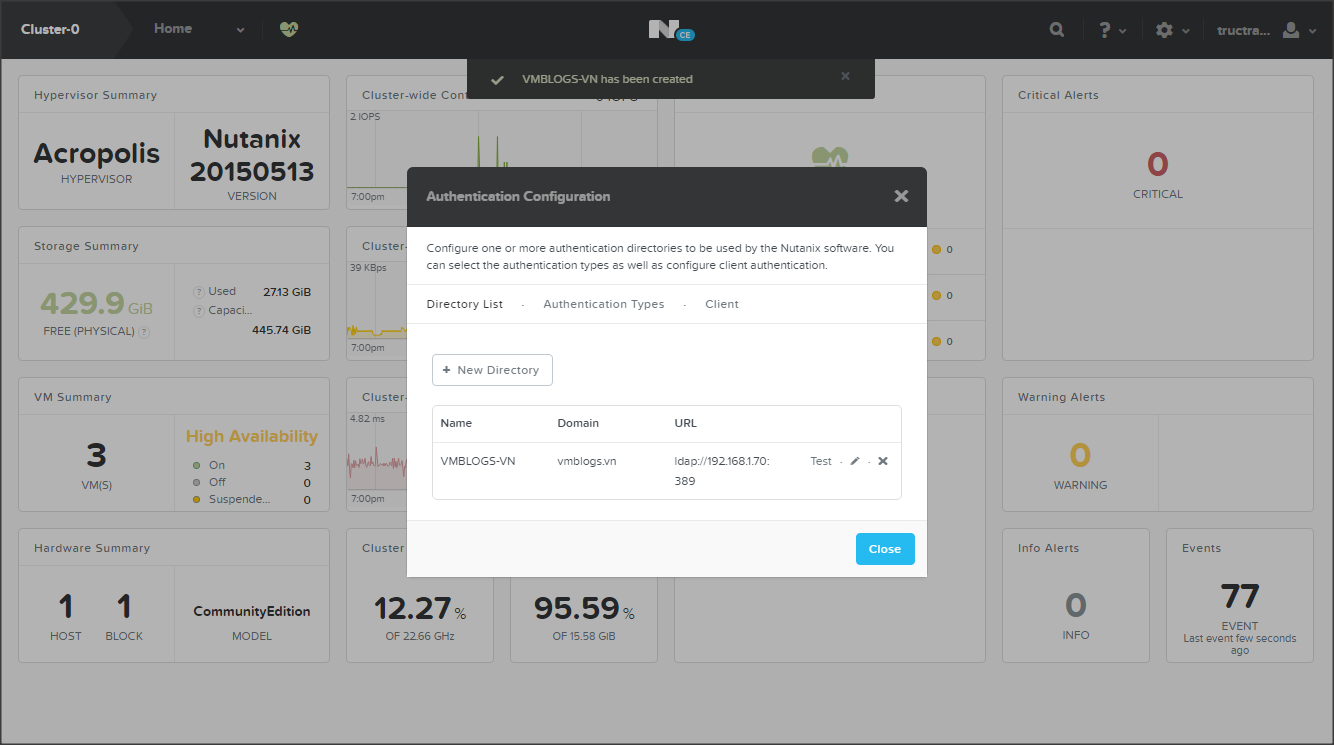 Cluster-0
Home
N CE
?
tructra...
VMBLOGS-VN has been created
Hypervisor Summary
Acropolis
HYPERVISOR
Nutanix
20150513
VERSION
Cluster-wide
2 IOPS
7:00pm
Critical Alerts
0
CRITICAL
Storage Summary
429.9 GiB
FREE (PHYSICAL) ?
? Used 27.13 GiB
? Capaci...
445.74 GiB
Cluster-
39 KBps
7:00pm
0
0
0
VM Summary
3
VM(S)
High Availability
On 3
Off 0
Suspende... 0
Cluster-
4.82 ms
7:00pm
Warning Alerts
0
WARNING
Hardware Summary
1
HOST
1
BLOCK
CommunityEdition
MODEL
Cluster
12.27 %
OF 22.66 GHz
95.59 %
OF 15.58 GiB
Info Alerts
0
INFO
Events
77
EVENT
Last event few seconds
ago
Authentication Configuration
Configure one or more authentication directories to be used by the Nutanix software. You
can select the authentication types as well as configure client authentication.
Directory List · Authentication Types · Client
+ New Directory
Name Domain URL
VMBLOGS-VN vmblogs.vn ldap://192.168.1.70: Test
389
Close